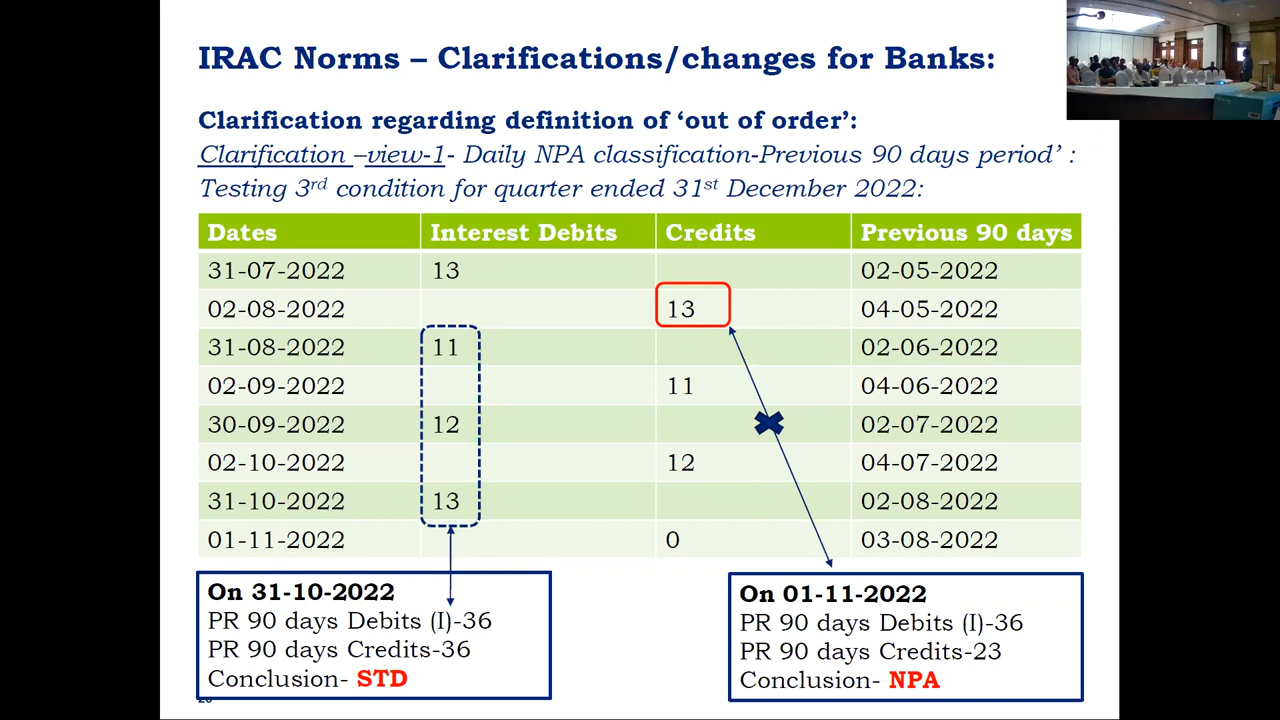 IRAC Norms – Clarifications/changes for Banks:
Clarification regarding definition of ‘out of order’:
Clarification –view-1- Daily NPA classification-Previous 90 days period’ :
Testing 3rd condition for quarter ended 31st December 2022:
Dates Interest Debits Credits Previous 90 days
31-07-2022 13 02-05-2022
02-08-2022 13 04-05-2022
31-08-2022 11 02-06-2022
02-09-2022 11 04-06-2022
30-09-2022 12 02-07-2022
02-10-2022 12 04-07-2022
31-10-2022 13 02-08-2022
01-11-2022 0 03-08-2022
On 31-10-2022
PR 90 days Debits (I)-36
PR 90 days Credits-36
Conclusion- STD
On 01-11-2022
PR 90 days Debits (I)-36
PR 90 days Credits-23
Conclusion- NPA